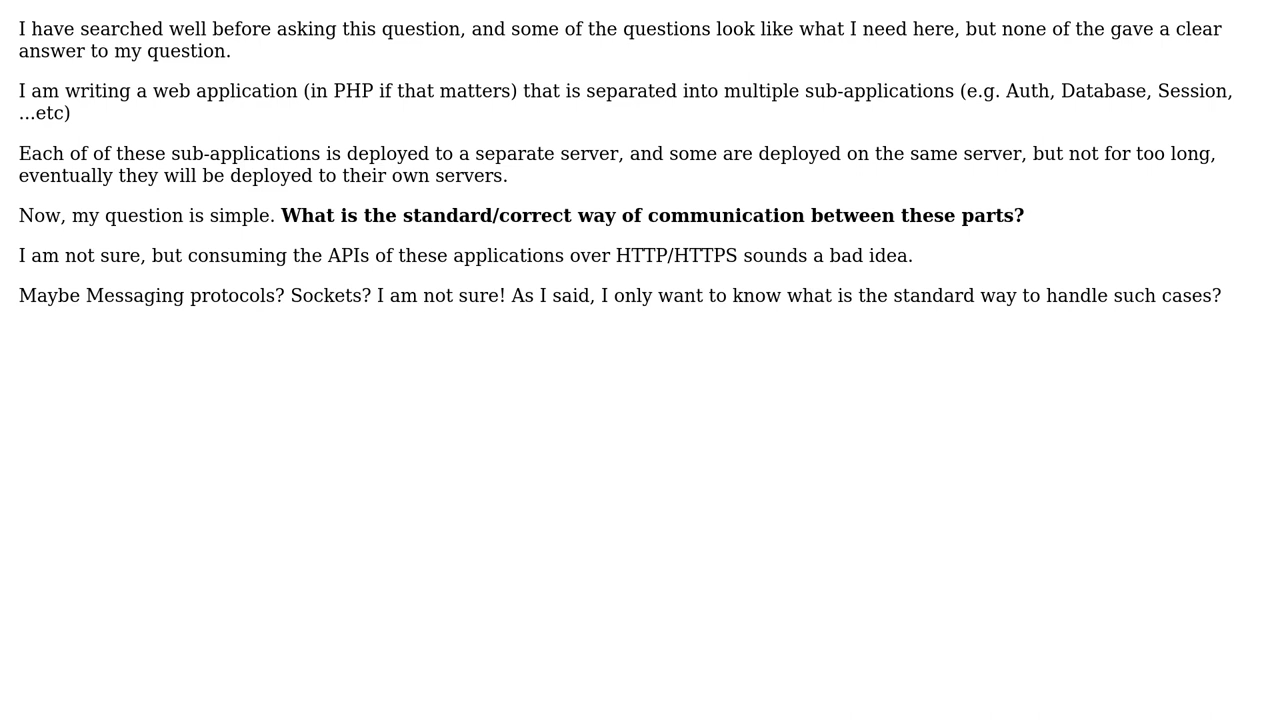 I have searched well before asking this question, and some of the questions look like what I need here, but none of the gave a clear
answer to my question.
I am writing a web application (in PHP if that matters) that is separated into multiple sub-applications (e.g. Auth, Database, Session,
...etc)
Each of of these sub-applications is deployed to a separate server, and some are deployed on the same server, but not for too long,
eventually they will be deployed to their own servers.
Now, my question is simple. What is the standard/correct way of communication between these parts?
I am not sure, but consuming the APIs of these applications over HTTP/HTTPS sounds a bad idea.
Maybe Messaging protocols? Sockets? I am not sure! As I said, I only want to know what is the standard way to handle such cases?